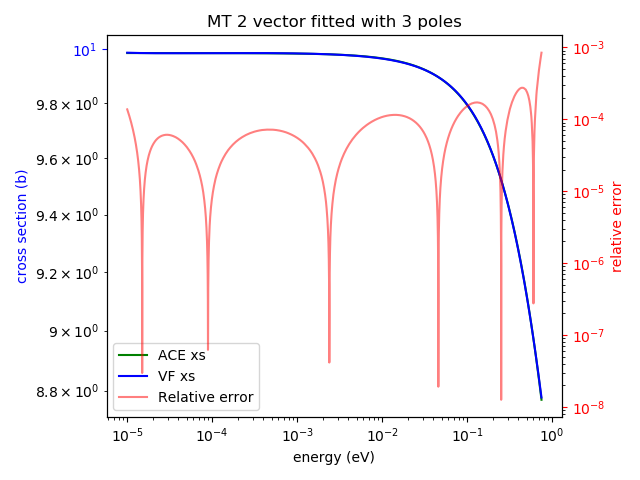 MT 2 vector fitted with 3 poles
10¹
9.8 × 10⁰
9.6 × 10⁰
9.4 × 10⁰
9.2 × 10⁰
9 × 10⁰
8.8 × 10⁰
cross section (b)
10⁻³
10⁻⁴
10⁻⁵
10⁻⁶
10⁻⁷
10⁻⁸
relative error
ACE xs
VF xs
Relative error
10⁻⁵ 10⁻⁴ 10⁻³ 10⁻² 10⁻¹ 10⁰
energy (eV)